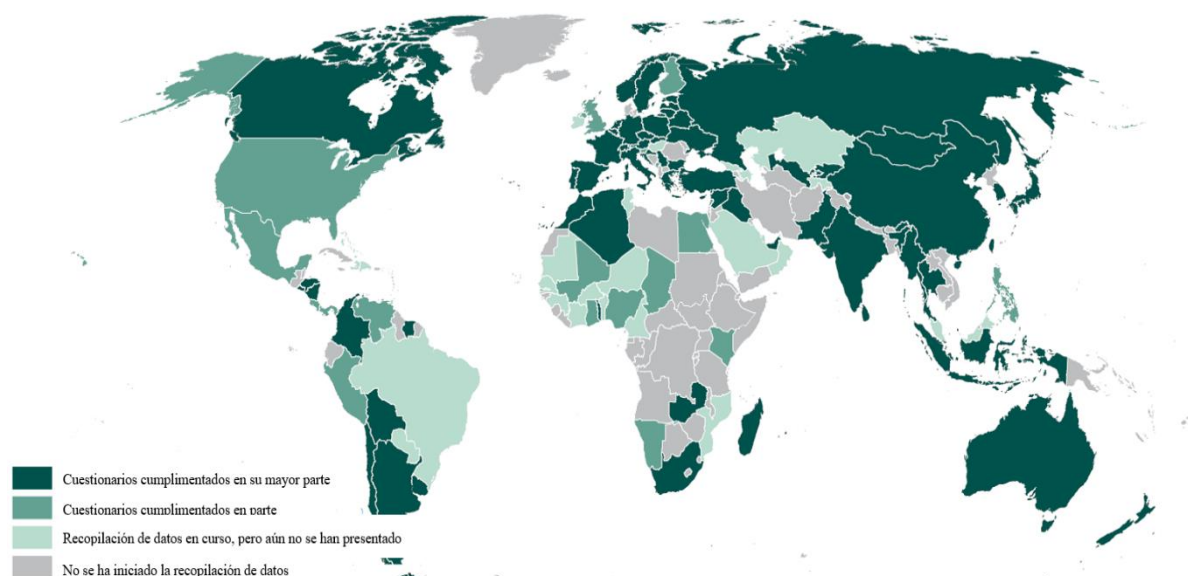 Cuestionarios cumplimentados en su mayor parte
Cuestionarios cumplimentados en parte
Recopilación de datos en curso, pero aún no se han presentado
No se ha iniciado la recopilación de datos